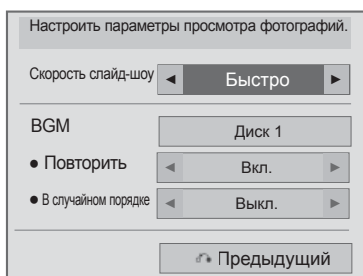 Настроить параметры просмотра фотографий.
Скорость слайд-шоу ◄ Быстро ►
BGM Диск 1
● Повторить ◄ Вкл. ►
● В случайном порядке ◄ Выкл. ►
Предыдущий